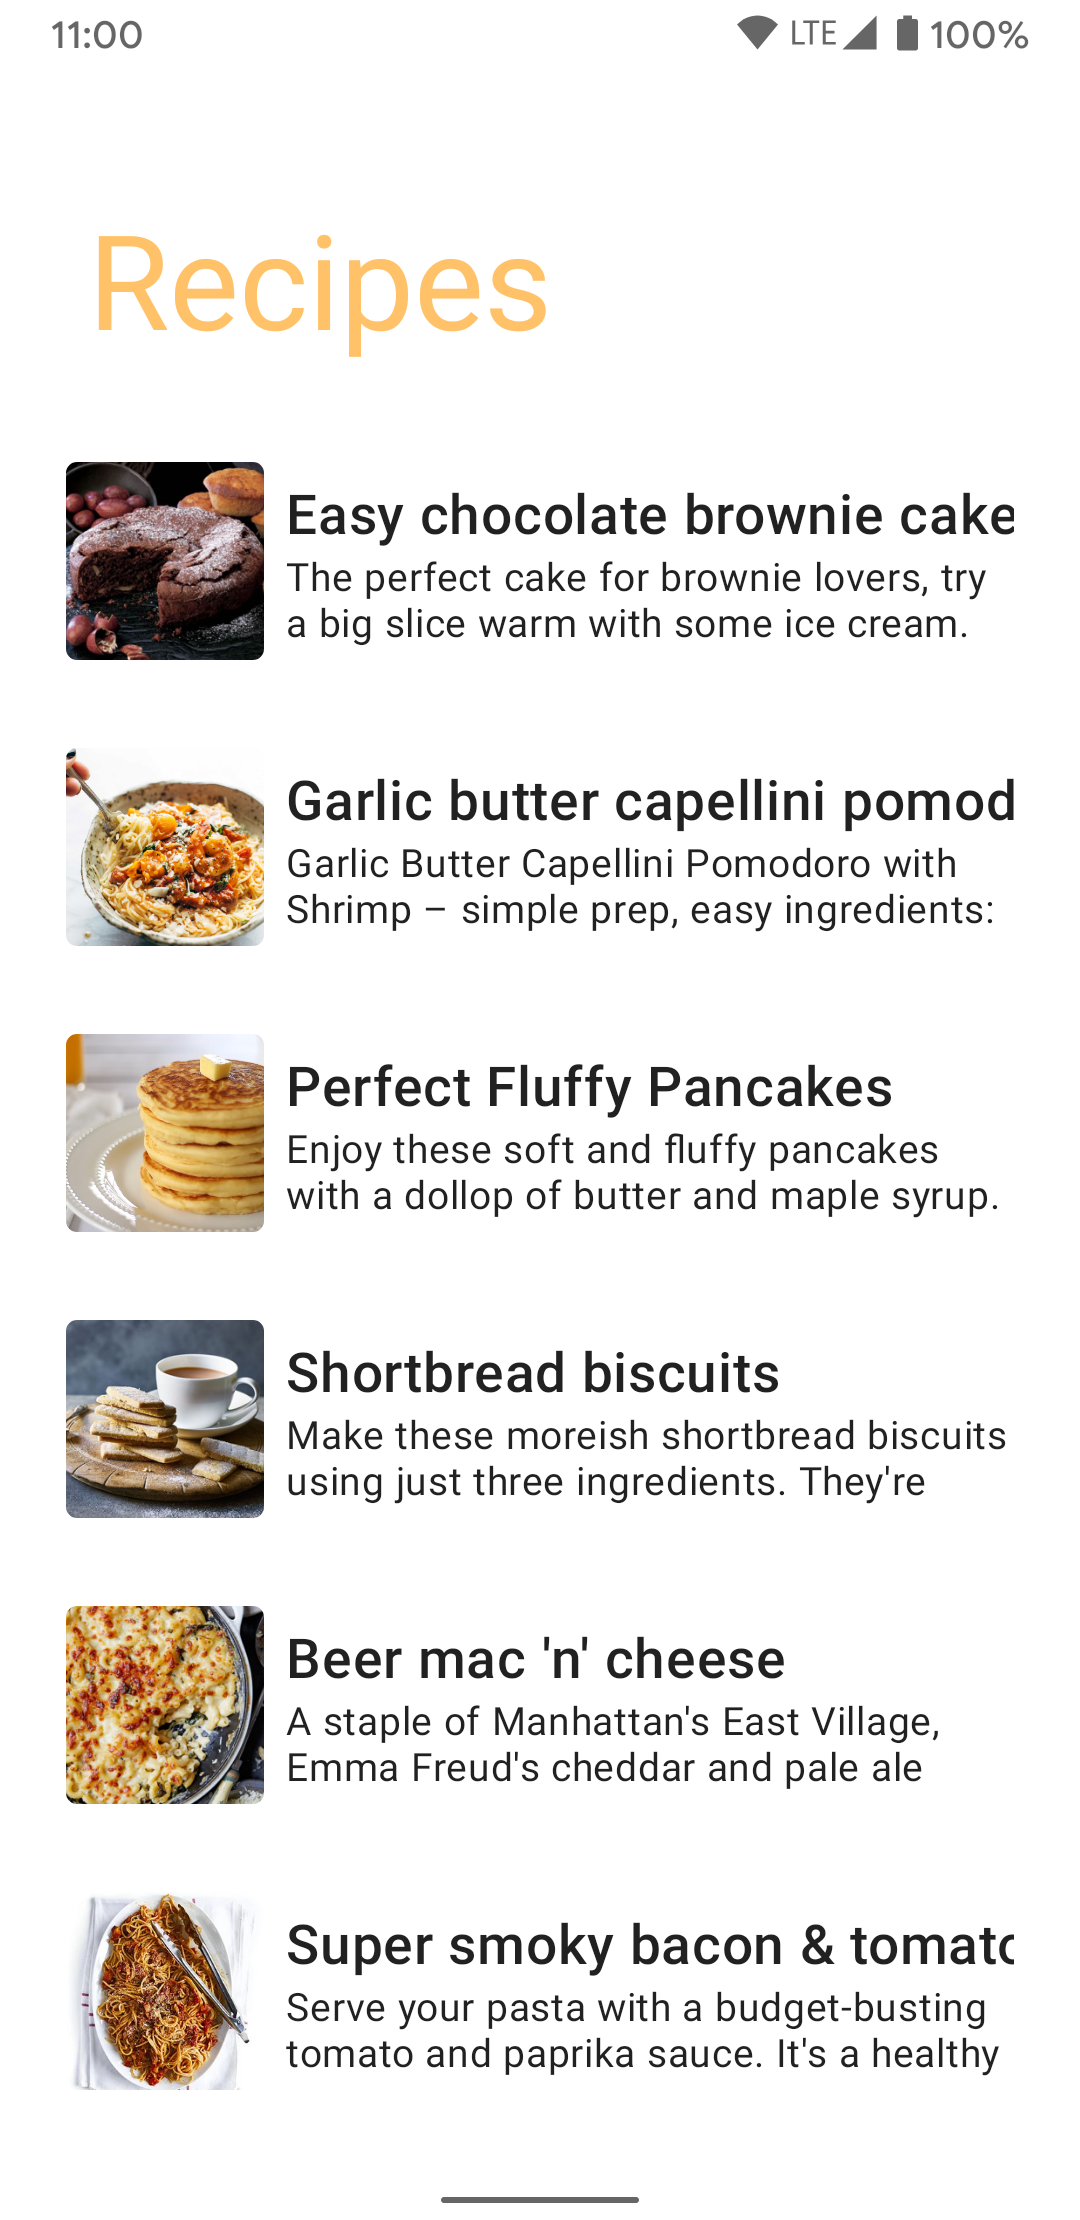 11:00 LTE 100%
Recipes
Easy chocolate brownie cake
The perfect cake for brownie lovers, try
a big slice warm with some ice cream.
Garlic butter capellini pomod
Garlic Butter Capellini Pomodoro with
Shrimp – simple prep, easy ingredients:
Perfect Fluffy Pancakes
Enjoy these soft and fluffy pancakes
with a dollop of butter and maple syrup.
Shortbread biscuits
Make these moreish shortbread biscuits
using just three ingredients. They're
Beer mac 'n' cheese
A staple of Manhattan's East Village,
Emma Freud's cheddar and pale ale
Super smoky bacon & tomato
Serve your pasta with a budget-busting
tomato and paprika sauce. It's a healthy